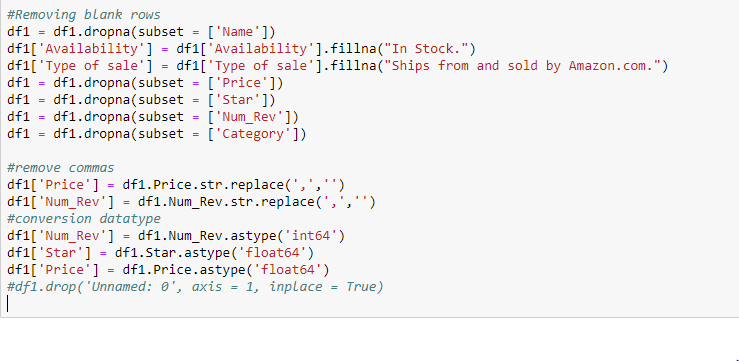 #Removing blank rows
df1 = df1.dropna(subset = ['Name'])
df1['Availability'] = df1['Availability'].fillna("In Stock.")
df1['Type of sale'] = df1['Type of sale'].fillna("Ships from and sold by Amazon.com.")
df1 = df1.dropna(subset = ['Price'])
df1 = df1.dropna(subset = ['Star'])
df1 = df1.dropna(subset = ['Num_Rev'])
df1 = df1.dropna(subset = ['Category'])

#remove commas
df1['Price'] = df1.Price.str.replace(',','')
df1['Num_Rev'] = df1.Num_Rev.str.replace(',','')
#conversion datatype
df1['Num_Rev'] = df1.Num_Rev.astype('int64')
df1['Star'] = df1.Star.astype('float64')
df1['Price'] = df1.Price.astype('float64')
#df1.drop('Unnamed: 0', axis = 1, inplace = True)